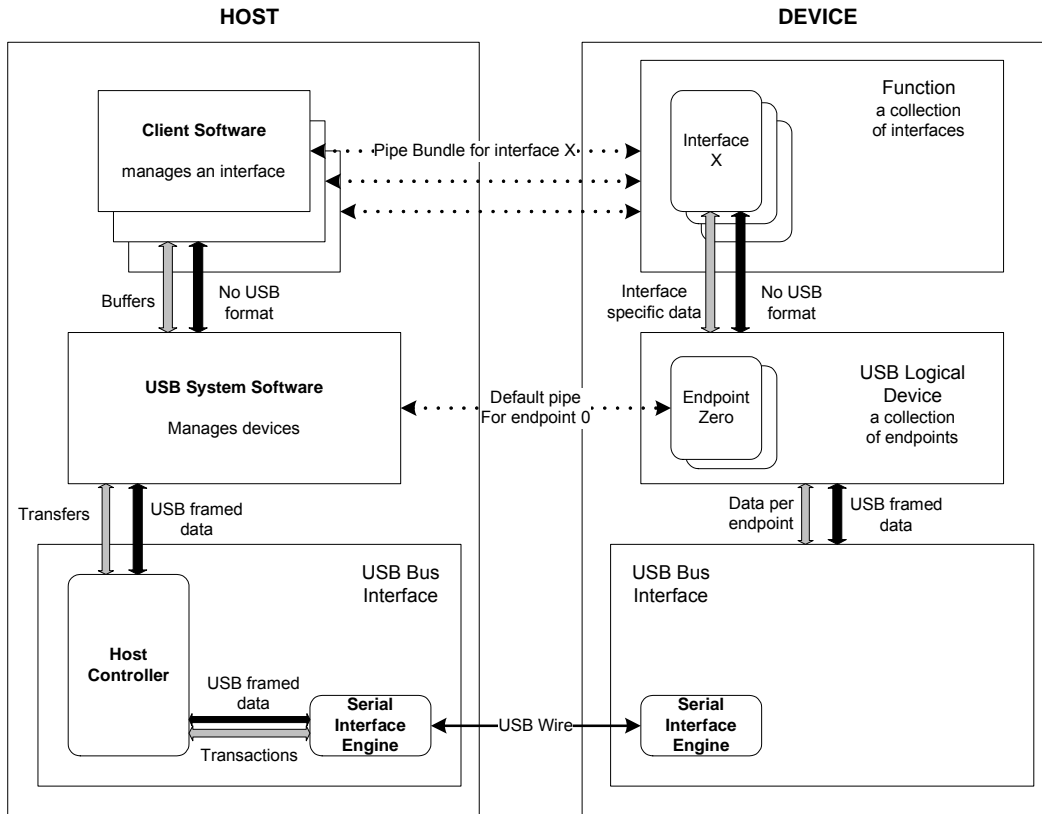 HOST
DEVICE
Client Software
manages an interface
Pipe Bundle for interface X
Interface
X
Function
a collection
of interfaces
Buffers
No USB
format
Interface
specific data
No USB
format
USB System Software
Manages devices
Default pipe
For endpoint 0
Endpoint
Zero
USB Logical
Device
a collection
of endpoints
Transfers
USB framed
data
Data per
endpoint
USB framed
data
USB Bus
Interface
USB Bus
Interface
Host
Controller
USB framed
data
Transactions
Serial
Interface
Engine
USB Wire
Serial
Interface
Engine